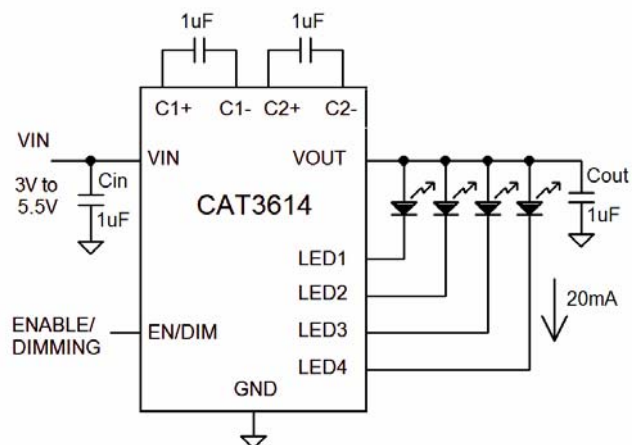 1uF 1uF
C1+ C1- C2+ C2-
VIN
VIN VOUT
3V to
5.5V
Cin
1uF
Cout
1uF
CAT3614
LED1
LED2
LED3
LED4
20mA
ENABLE/
DIMMING
EN/DIM
GND